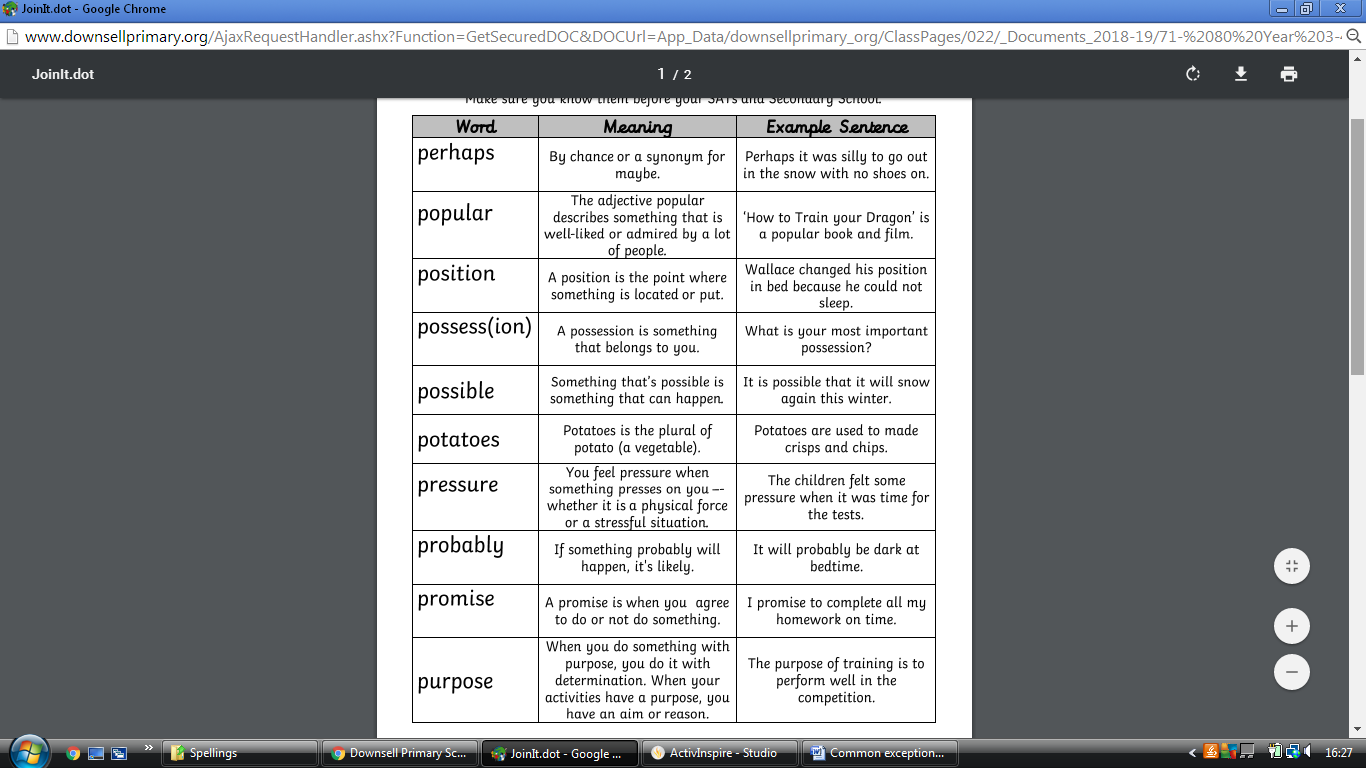 JoinIt.dot - Google Chrome
www.downsellprimary.org/AjaxRequestHandler.ashx?Function=GetSecuredDOC&DOCUrl=App_Data/downsellprimary_org/ClassPages/022/_Documents_2018-19/71-%2080%20Year%203-
JoinIt.dot
1 / 2
Make sure you know them before your SATs and Secondary School.
Word Meaning Example Sentence
perhaps
By chance or a synonym for
maybe.
Perhaps it was silly to go out
in the snow with no shoes on.
popular
The adjective popular
describes something that is
well-liked or admired by a lot
of people.
‘How to Train your Dragon’ is
a popular book and film.
position
A position is the point where
something is located or put.
Wallace changed his position
in bed because he could not
sleep.
possess(ion)
A possession is something
that belongs to you.
What is your most important
possession?
possible
Something that’s possible is
something that can happen.
It is possible that it will snow
again this winter.
potatoes
Potatoes is the plural of
potato (a vegetable).
Potatoes are used to made
crisps and chips.
pressure
You feel pressure when
something presses on you –-
whether it is a physical force
or a stressful situation.
The children felt some
pressure when it was time for
the tests.
probably
If something probably will
happen, it's likely.
It will probably be dark at
bedtime.
promise
A promise is when you agree
to do or not do something.
I promise to complete all my
homework on time.
purpose
When you do something with
purpose, you do it with
determination. When your
activities have a purpose, you
have an aim or reason.
The purpose of training is to
perform well in the
competition.
Spellings
Downsell Primary Sc...
JoinIt.dot - Google ...
ActivInspire - Studio
Common exception...
16:27